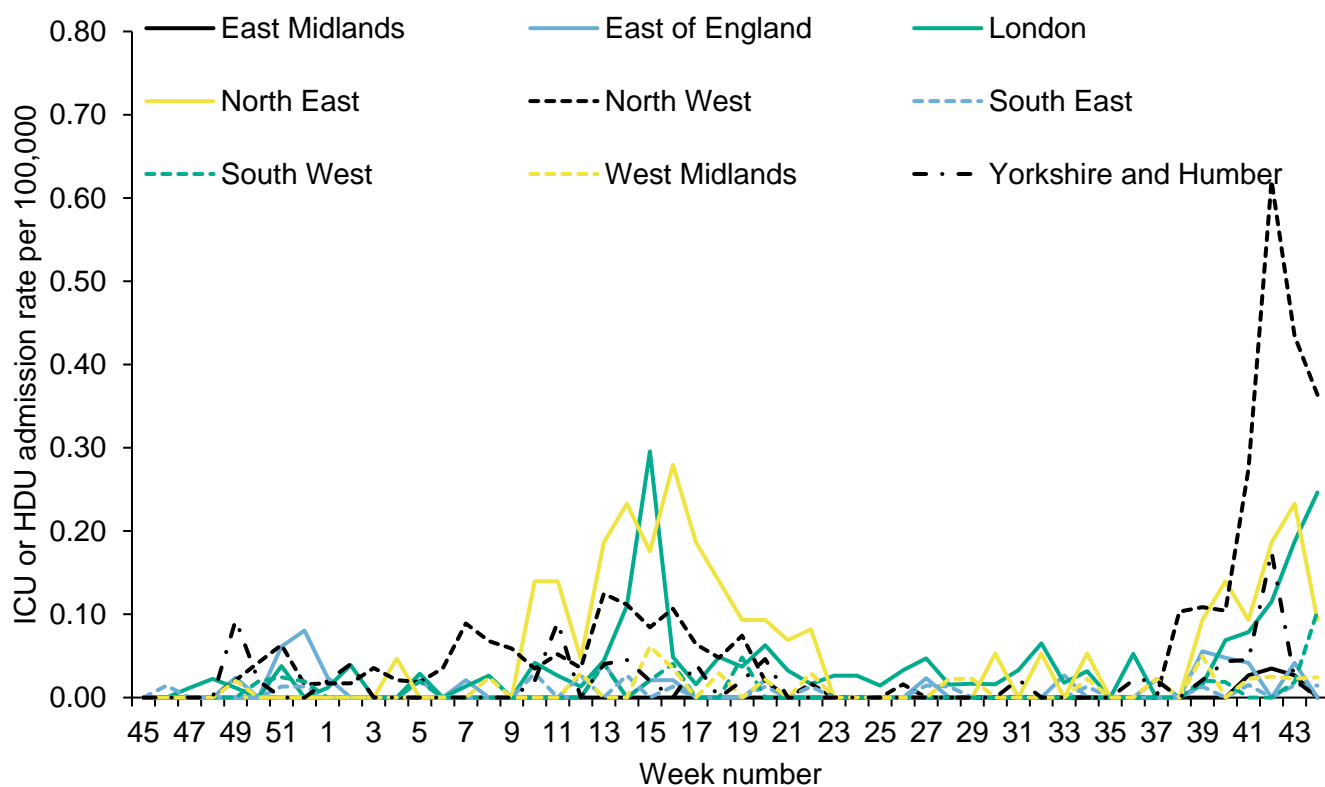 0.80
East Midlands
East of England
London
0.70
North East
North West
South East
0.60
South West
West Midlands
Yorkshire and Humber
0.50
0.40
0.30
0.20
0.10
0.00
ICU or HDU admission rate per 100,000
45 47 49 51 1 3 5 7 9 11 13 15 17 19 21 23 25 27 29 31 33 35 37 39 41 43
Week number